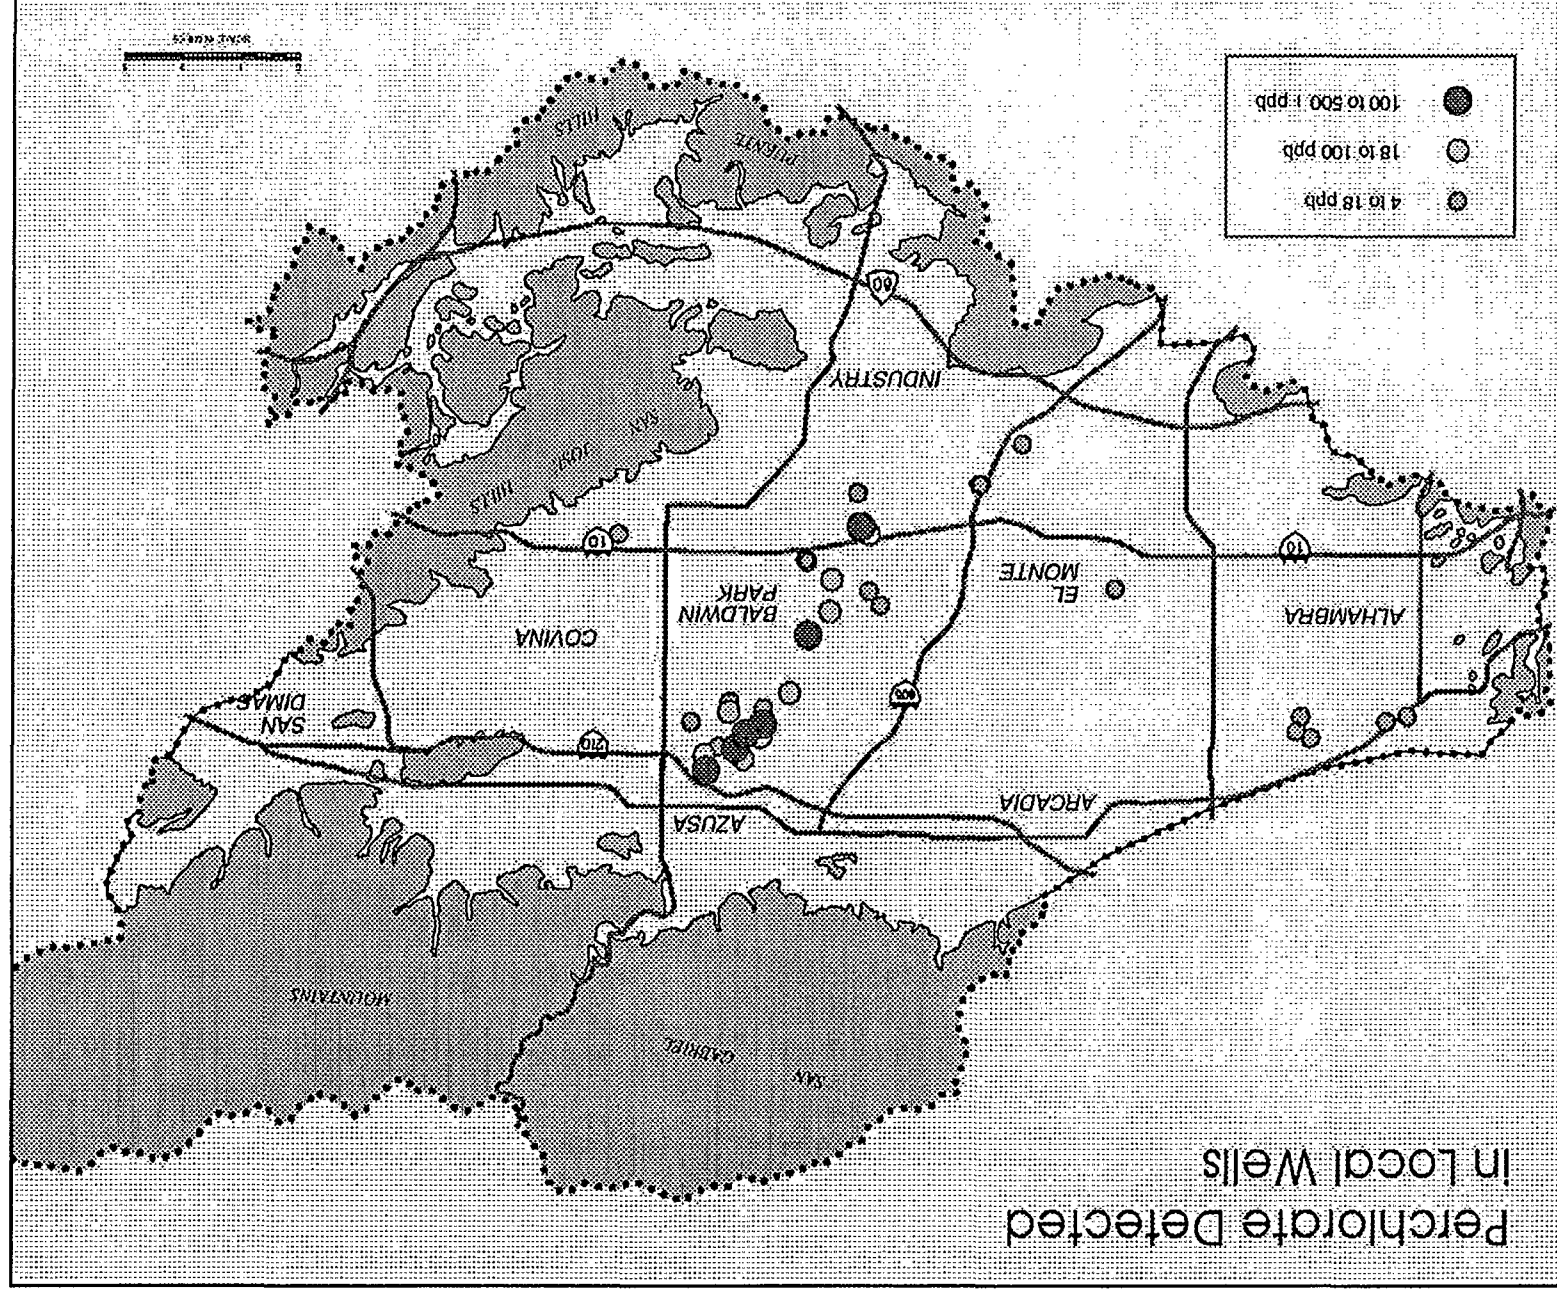 Perchlorate Detected
in Local Wells
SAN
GABRIEL
MOUNTAINS
ARCADIA
AZUSA
210
SAN
DIMAS
605
ALHAMBRA
EL
MONTE
BALDWIN
PARK
COVINA
10
10
SAN
JOSE
HILLS
INDUSTRY
60
60
PUENTE
HILLS
4 to 18 ppb
18 to 100 ppb
100 to 500 + ppb